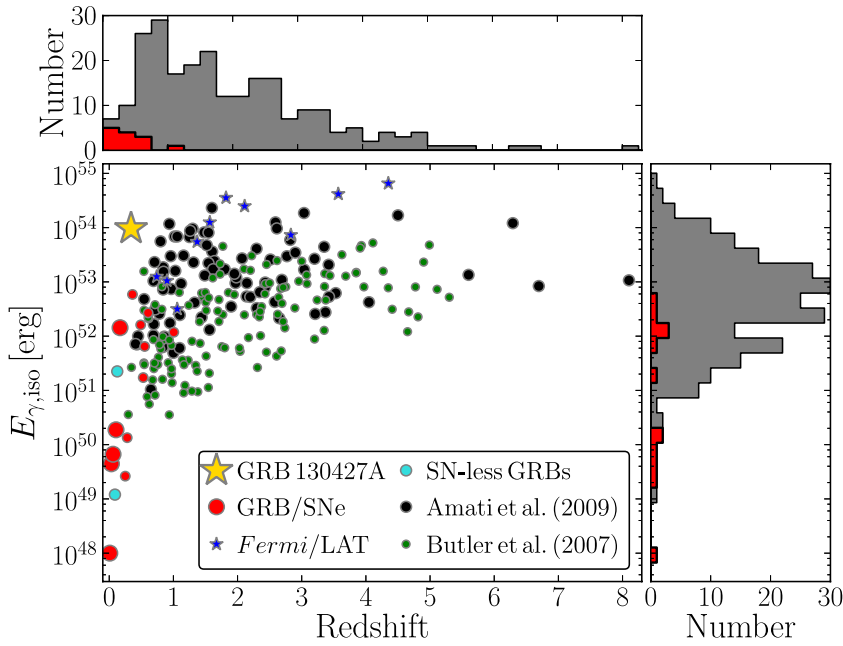 30
20
10
0
Number
10^55
10^54
10^53
10^52
10^51
10^50
10^49
10^48
E_γ,iso [erg]
GRB 130427A
GRB/SNe
Fermi/LAT
SN-less GRBs
Amati et al. (2009)
Butler et al. (2007)
0 1 2 3 4 5 6 7 8
Redshift
0 10 20 30
Number